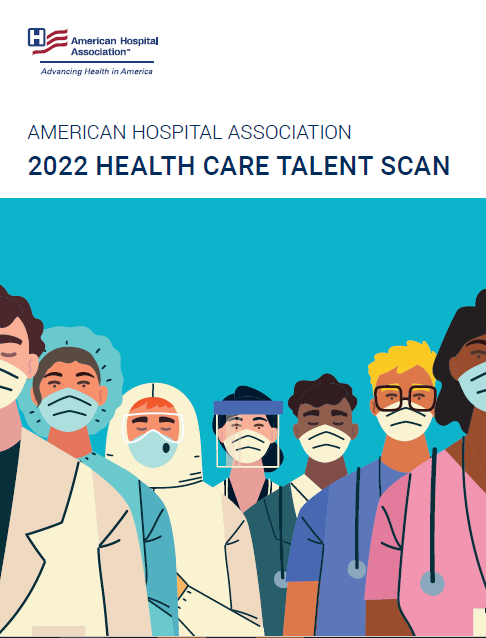 H
American Hospital
Association™
Advancing Health in America
AMERICAN HOSPITAL ASSOCIATION
2022 HEALTH CARE TALENT SCAN